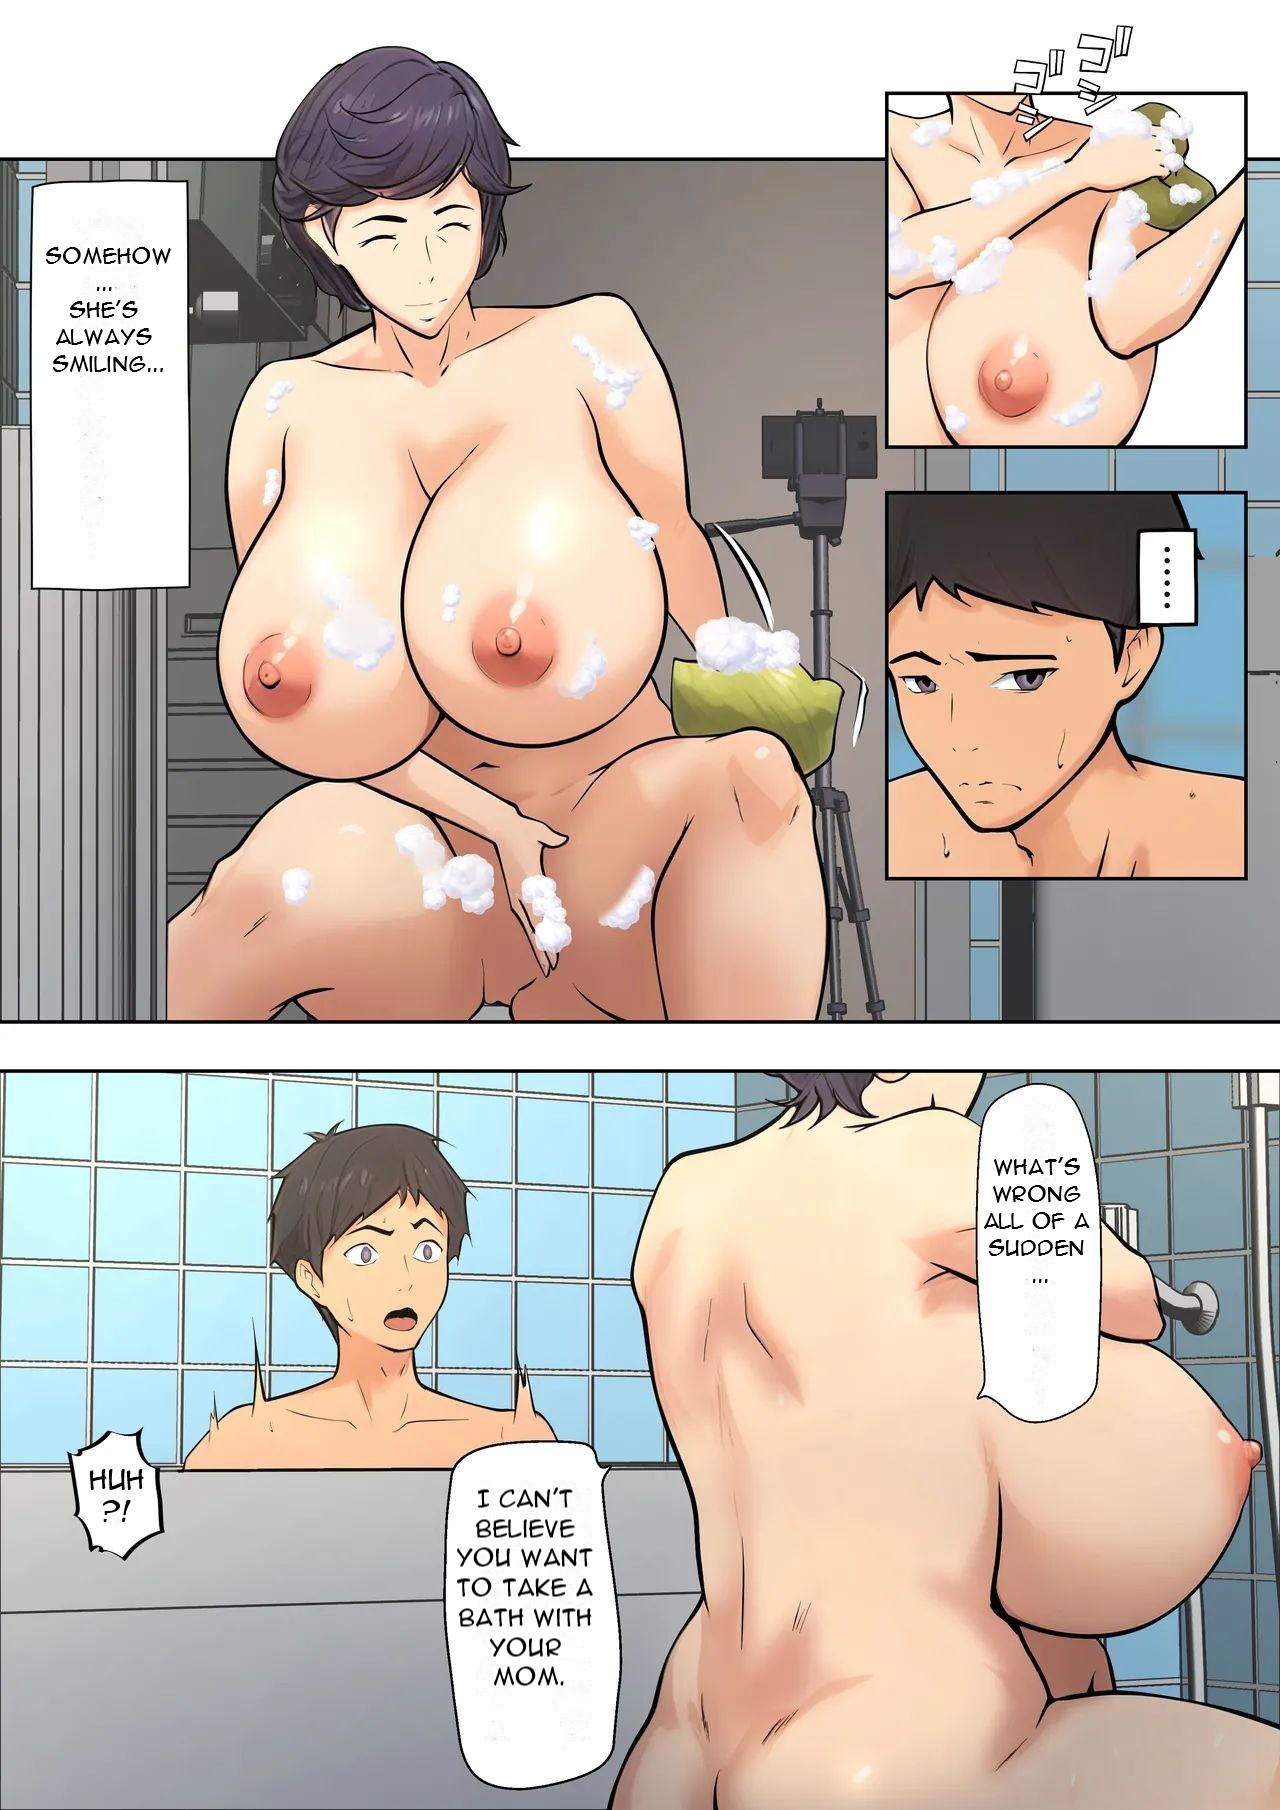 ゴシ
ゴシ
SOMEHOW
...
SHE'S
ALWAYS
SMILING...
......
WHAT'S
WRONG
ALL OF A
SUDDEN
...
HUH
?!
I CAN'T
BELIEVE
YOU WANT
TO TAKE A
BATH WITH
YOUR
MOM.